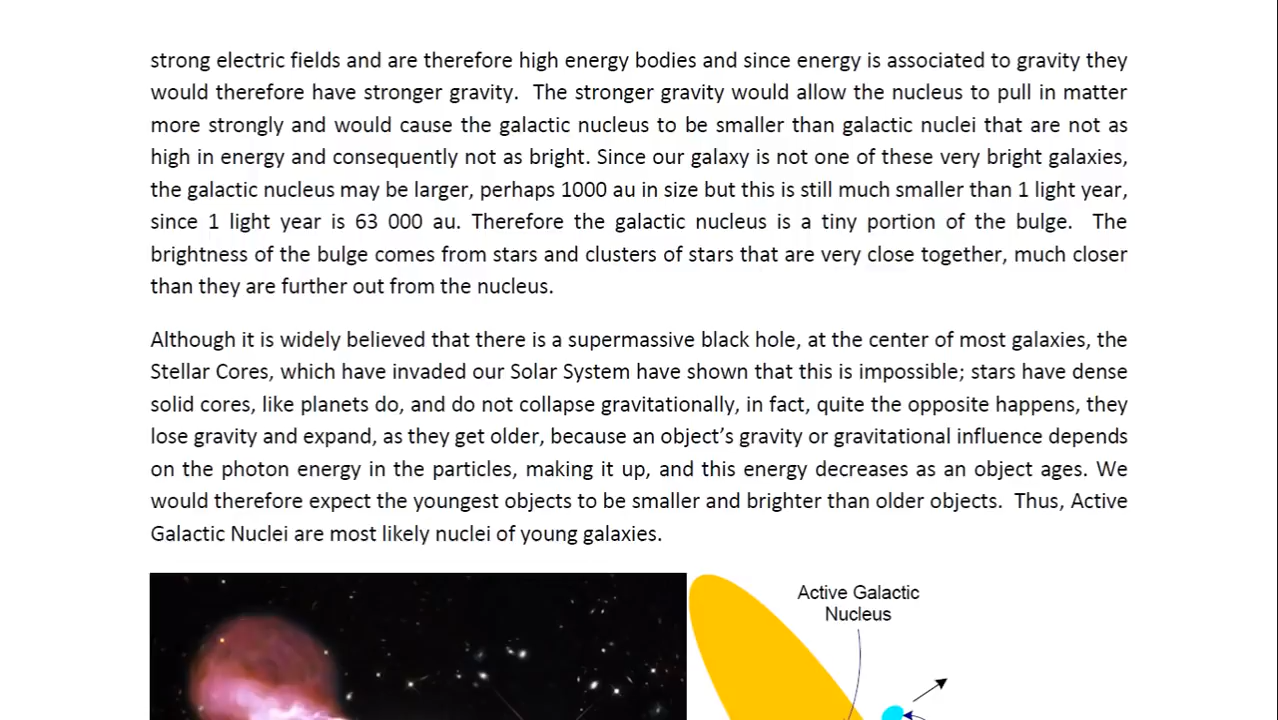 strong electric fields and are therefore high energy bodies and since energy is associated to gravity they
would therefore have stronger gravity.  The stronger gravity would allow the nucleus to pull in matter
more strongly and would cause the galactic nucleus to be smaller than galactic nuclei that are not as
high in energy and consequently not as bright. Since our galaxy is not one of these very bright galaxies,
the galactic nucleus may be larger, perhaps 1000 au in size but this is still much smaller than 1 light year,
since 1 light year is 63 000 au. Therefore the galactic nucleus is a tiny portion of the bulge.  The
brightness of the bulge comes from stars and clusters of stars that are very close together, much closer
than they are further out from the nucleus.
Although it is widely believed that there is a supermassive black hole, at the center of most galaxies, the
Stellar Cores, which have invaded our Solar System have shown that this is impossible; stars have dense
solid cores, like planets do, and do not collapse gravitationally, in fact, quite the opposite happens, they
lose gravity and expand, as they get older, because an object’s gravity or gravitational influence depends
on the photon energy in the particles, making it up, and this energy decreases as an object ages. We
would therefore expect the youngest objects to be smaller and brighter than older objects.  Thus, Active
Galactic Nuclei are most likely nuclei of young galaxies.
Active Galactic
Nucleus